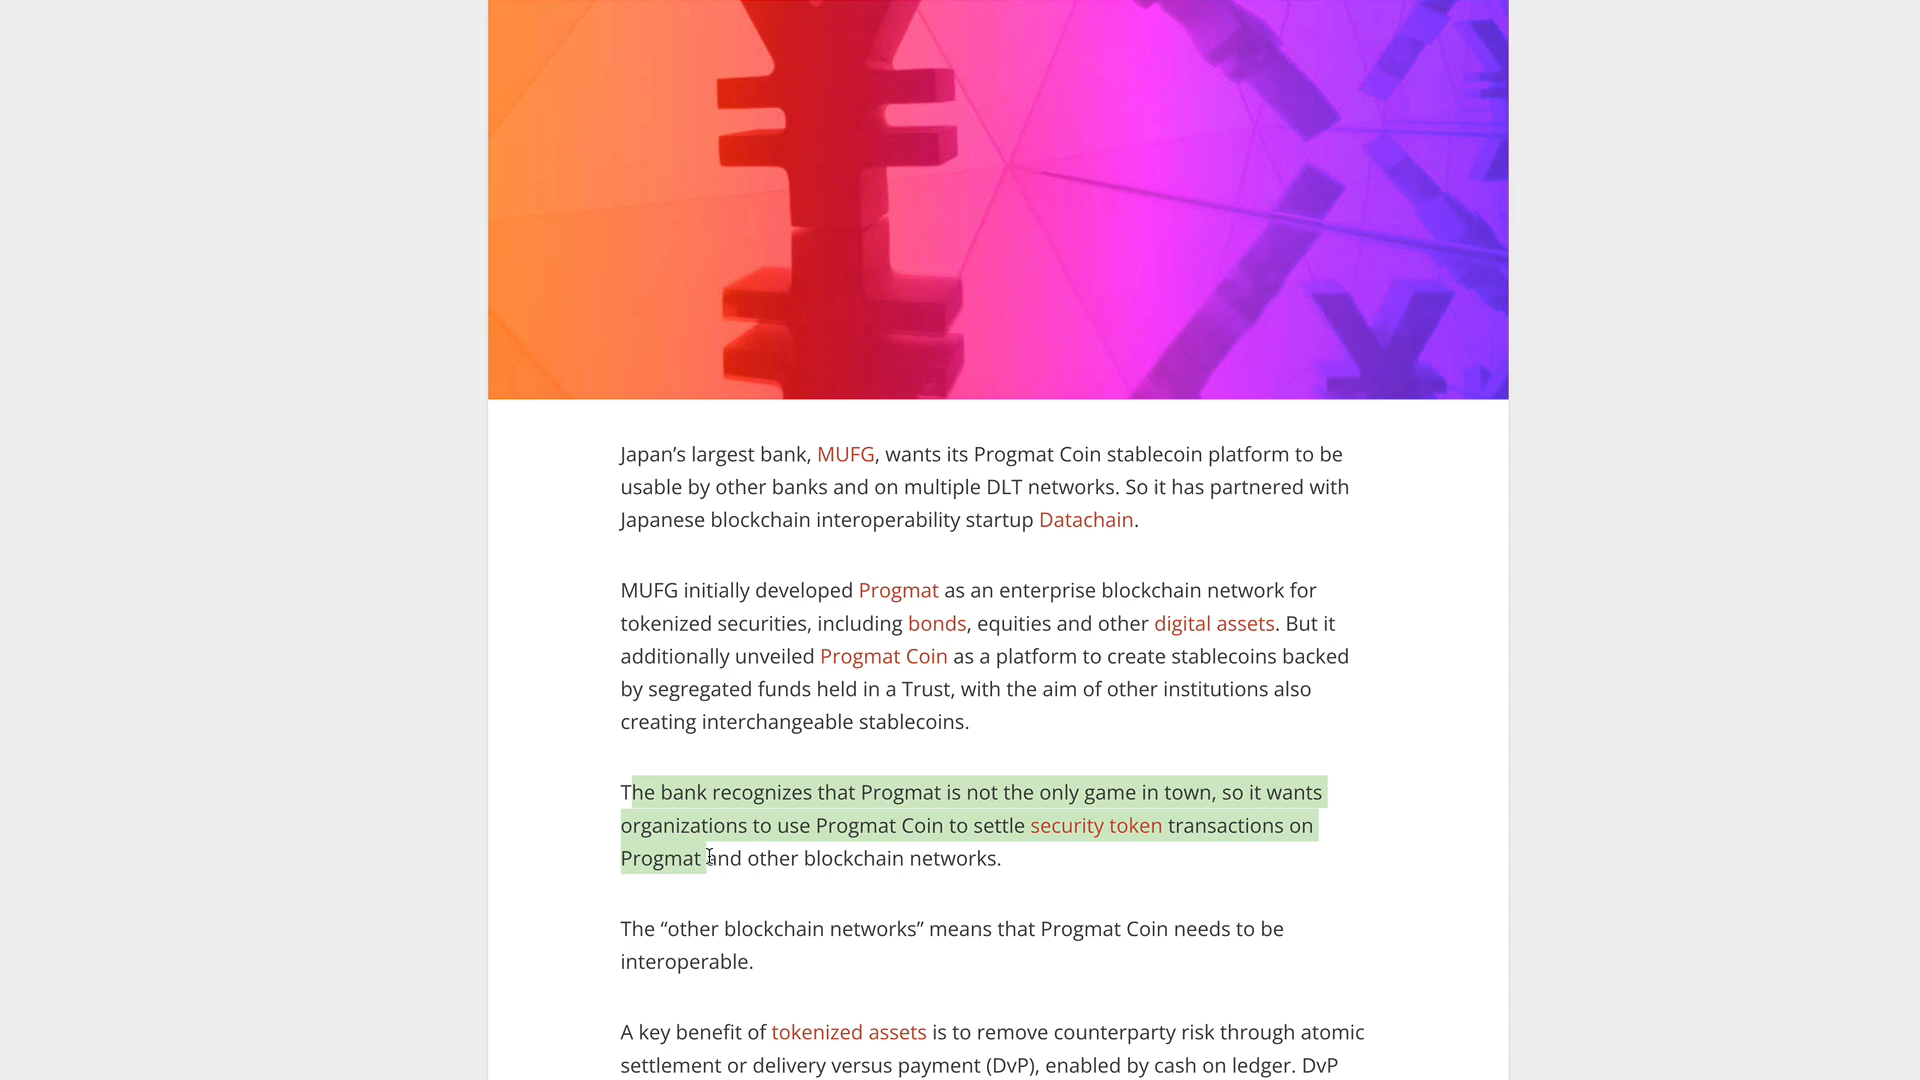 Japan’s largest bank, MUFG, wants its Progmat Coin stablecoin platform to be
usable by other banks and on multiple DLT networks. So it has partnered with
Japanese blockchain interoperability startup Datachain.
MUFG initially developed Progmat as an enterprise blockchain network for
tokenized securities, including bonds, equities and other digital assets. But it
additionally unveiled Progmat Coin as a platform to create stablecoins backed
by segregated funds held in a Trust, with the aim of other institutions also
creating interchangeable stablecoins.
The bank recognizes that Progmat is not the only game in town, so it wants
organizations to use Progmat Coin to settle security token transactions on
Progmat and other blockchain networks.
The “other blockchain networks” means that Progmat Coin needs to be
interoperable.
A key benefit of tokenized assets is to remove counterparty risk through atomic
settlement or delivery versus payment (DvP), enabled by cash on ledger. DvP